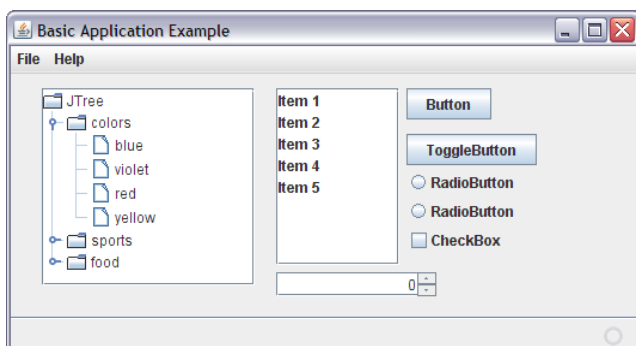 Basic Application Example
File Help
JTree
colors
blue
violet
red
yellow
sports
food
Item 1
Item 2
Item 3
Item 4
Item 5
0
Button
ToggleButton
RadioButton
RadioButton
CheckBox